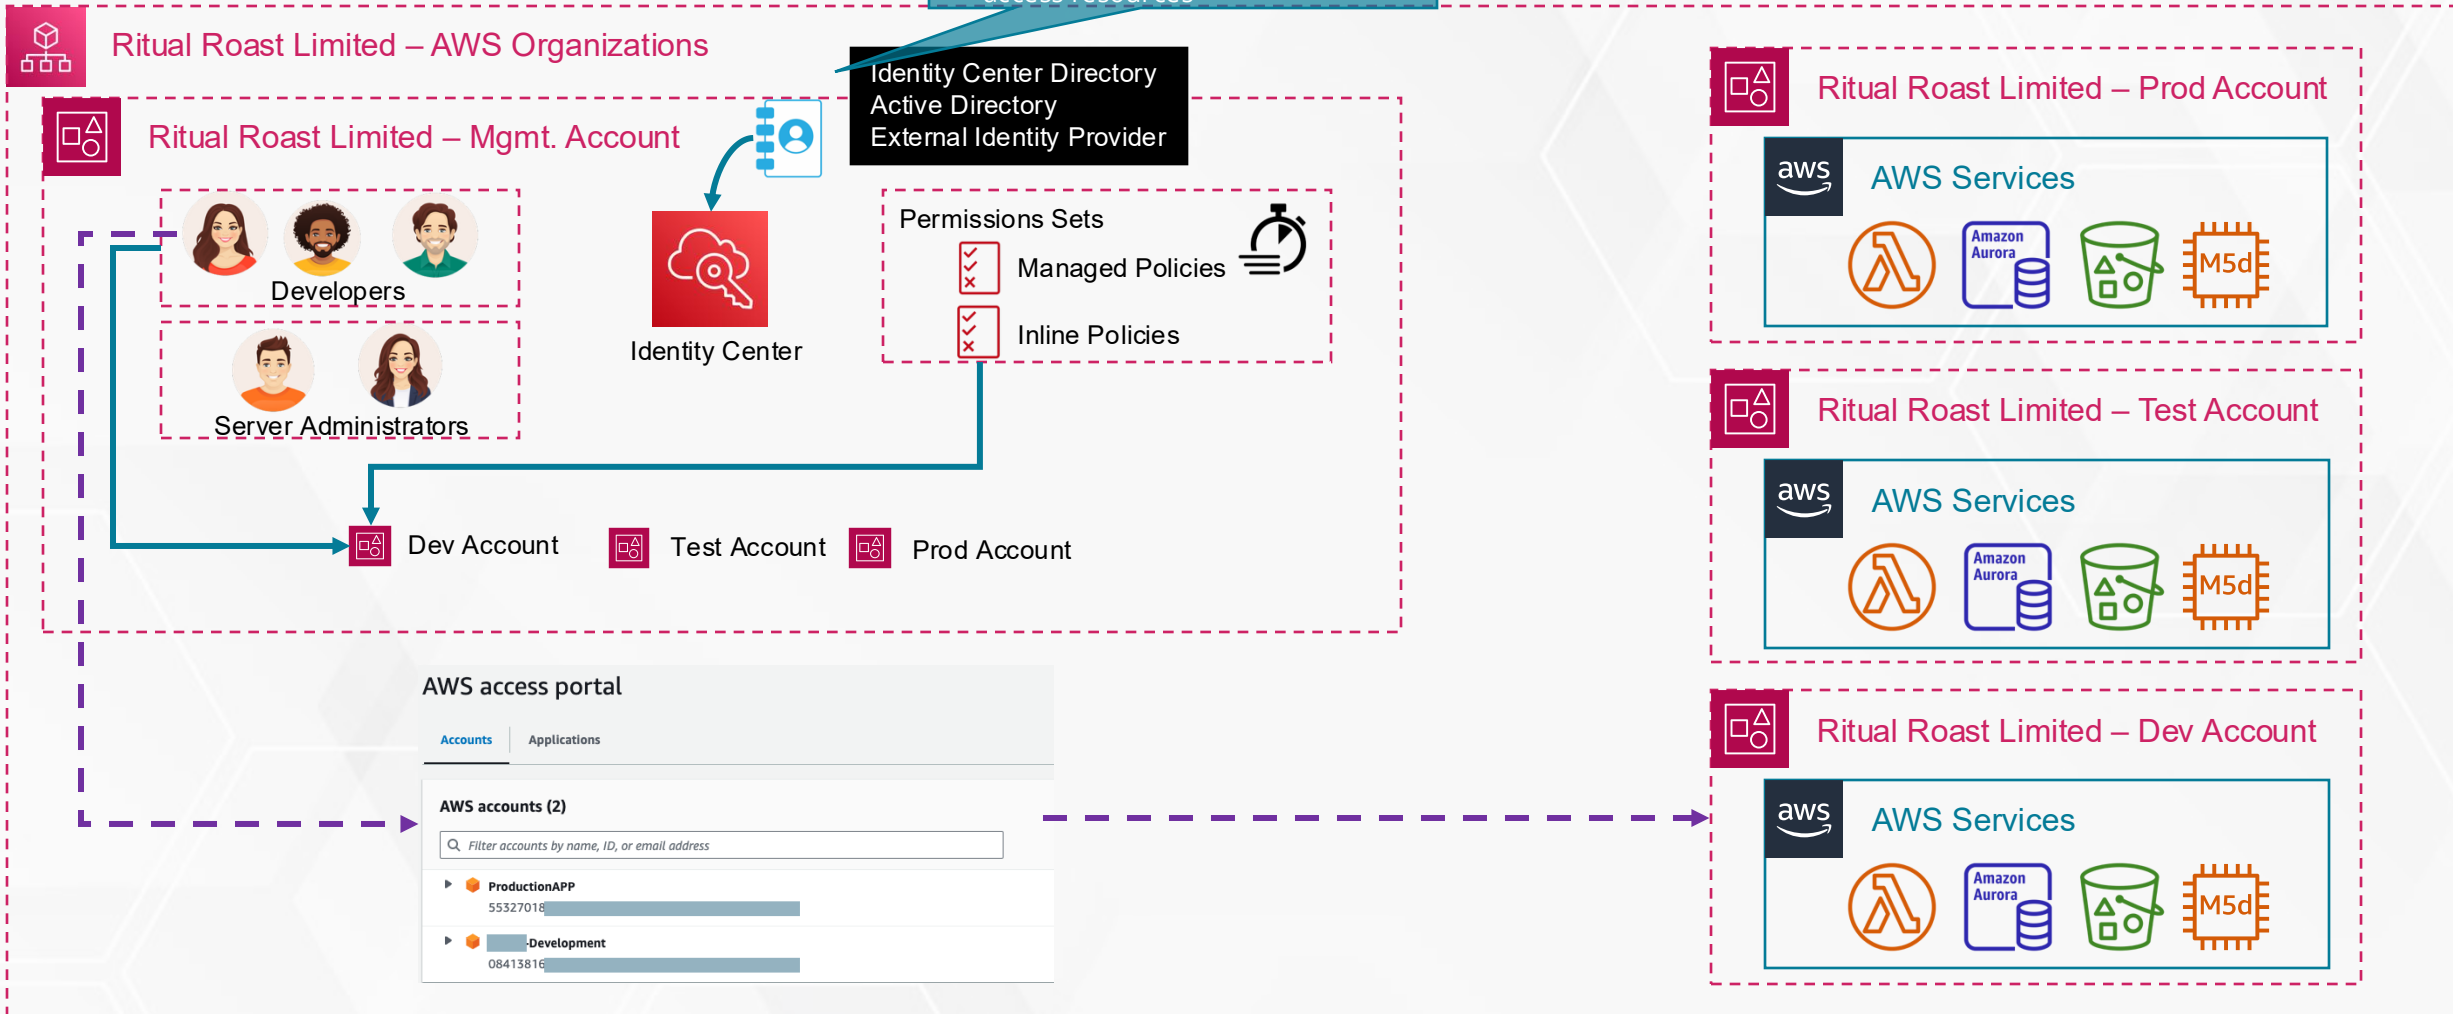 access resources
Ritual Roast Limited – AWS Organizations
Identity Center Directory
Active Directory
External Identity Provider
Ritual Roast Limited – Mgmt. Account
Developers
Server Administrators
Identity Center
Permissions Sets
Managed Policies
Inline Policies
Dev Account
Test Account
Prod Account
AWS access portal
Accounts
Applications
AWS accounts (2)
Filter accounts by name, ID, or email address
ProductionAPP
55327018
-Development
08413816
Ritual Roast Limited – Prod Account
aws
AWS Services
Amazon
Aurora
M5d
Ritual Roast Limited – Test Account
aws
AWS Services
Amazon
Aurora
M5d
Ritual Roast Limited – Dev Account
aws
AWS Services
Amazon
Aurora
M5d